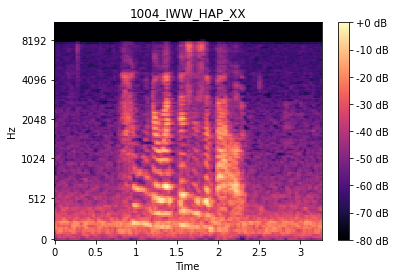 1004_IWW_HAP_XX
+0 dB
8192
-10 dB
4096
-20 dB
-30 dB
2048
Hz
-40 dB
1024
-50 dB
512
-60 dB
-70 dB
0
-80 dB
0 0.5 1 1.5 2 2.5 3
Time